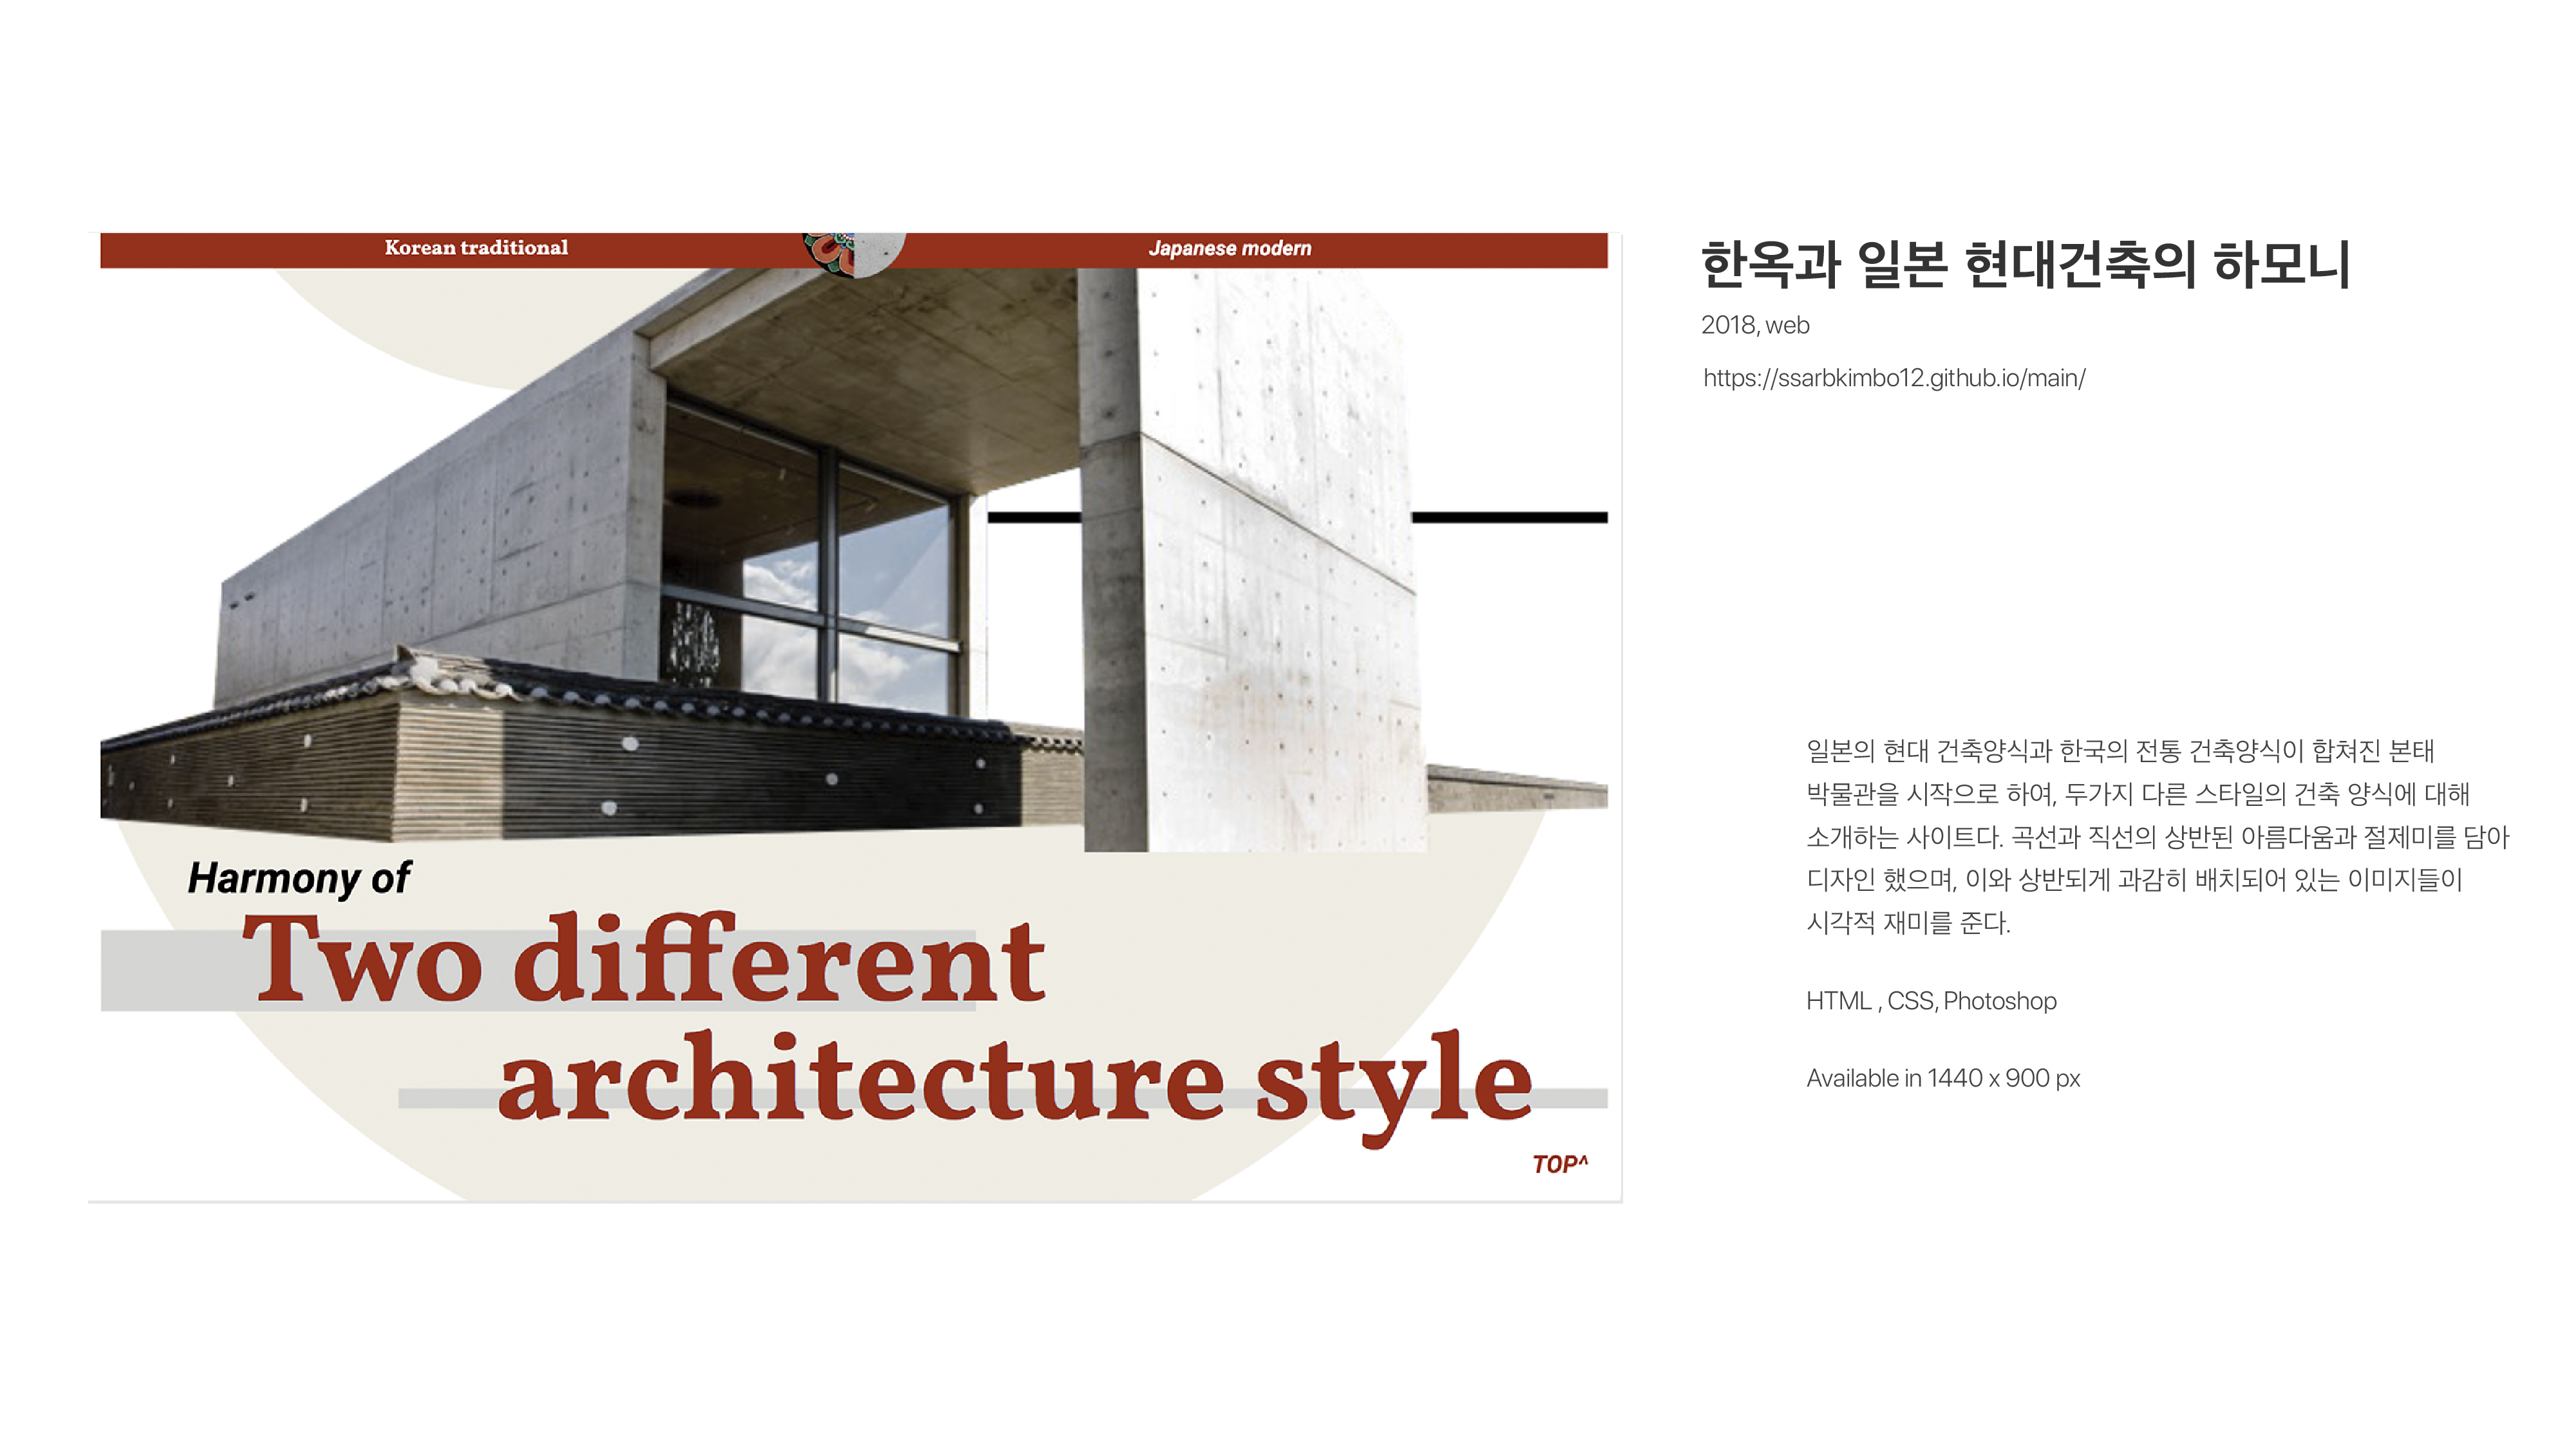 Korean traditional
Japanese modern
Harmony of
Two different
architecture style
TOP^
한옥과 일본 현대건축의 하모니
2018, web
https://ssarbkimbo12.github.io/main/
일본의 현대 건축양식과 한국의 전통 건축양식이 합쳐진 본태
박물관을 시작으로 하여, 두가지 다른 스타일의 건축 양식에 대해
소개하는 사이트다. 곡선과 직선의 상반된 아름다움과 절제미를 담아
디자인 했으며, 이와 상반되게 과감히 배치되어 있는 이미지들이
시각적 재미를 준다.
HTML , CSS, Photoshop
Available in 1440 x 900 px